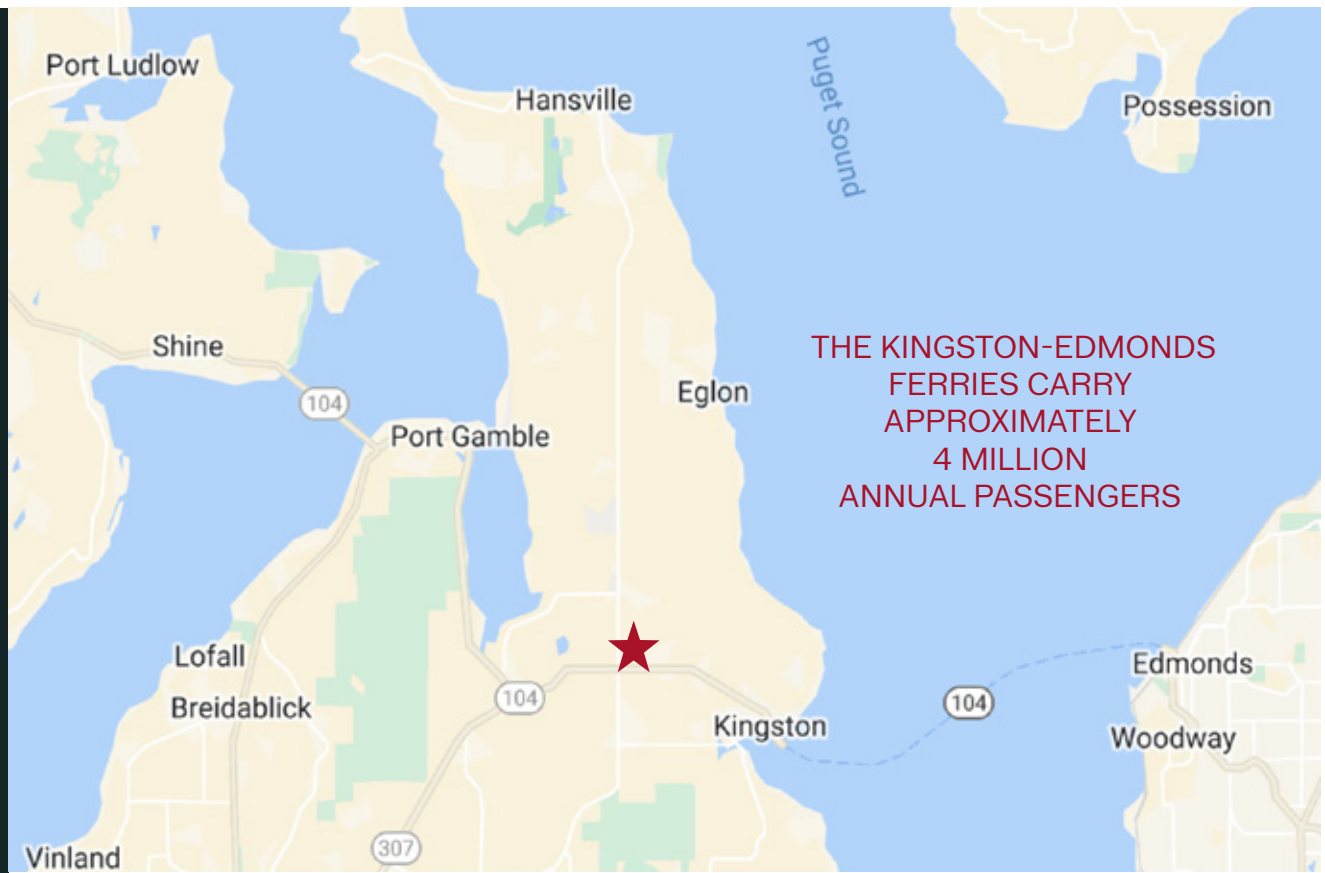 Port Ludlow
Hansville
Puget Sound
Possession
Shine
104
Port Gamble
Eglon
THE KINGSTON-EDMONDS
FERRIES CARRY
APPROXIMATELY
4 MILLION
ANNUAL PASSENGERS
Lofall
Breidablick
104
Kingston
104
Edmonds
Woodway
307
Vinland